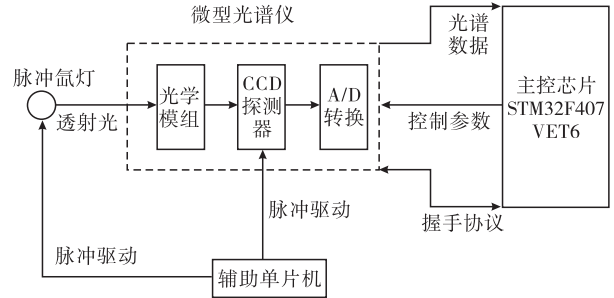 微型光谱仪
光谱
数据
脉冲氙灯
透射光
光学
模组
CCD
探测
器
A/D
转换
控制参数
主控芯片
STM32F407
VET6
脉冲驱动
握手协议
脉冲驱动
辅助单片机